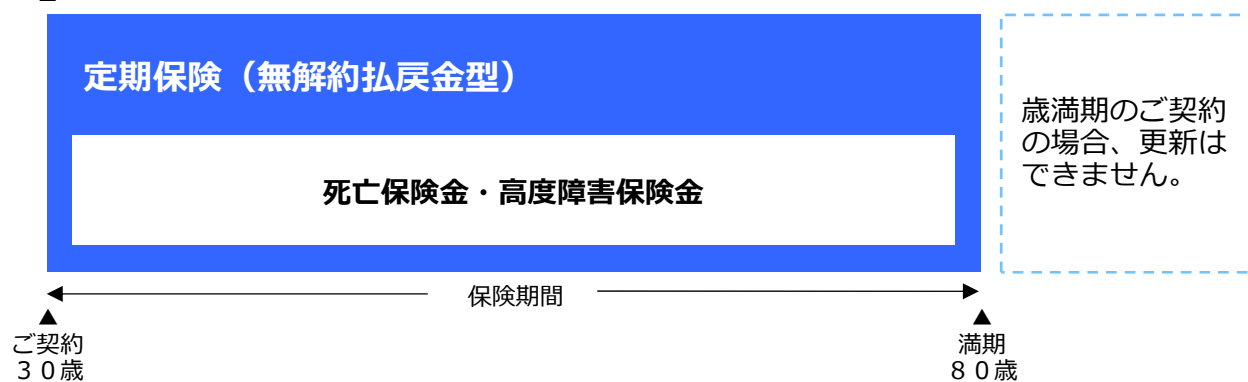 定期保険（無解約払戻金型）
死亡保険金・高度障害保険金
歳満期のご契約
の場合、更新は
できません。
保険期間
▲
ご契約
３０歳
▲
満期
８０歳